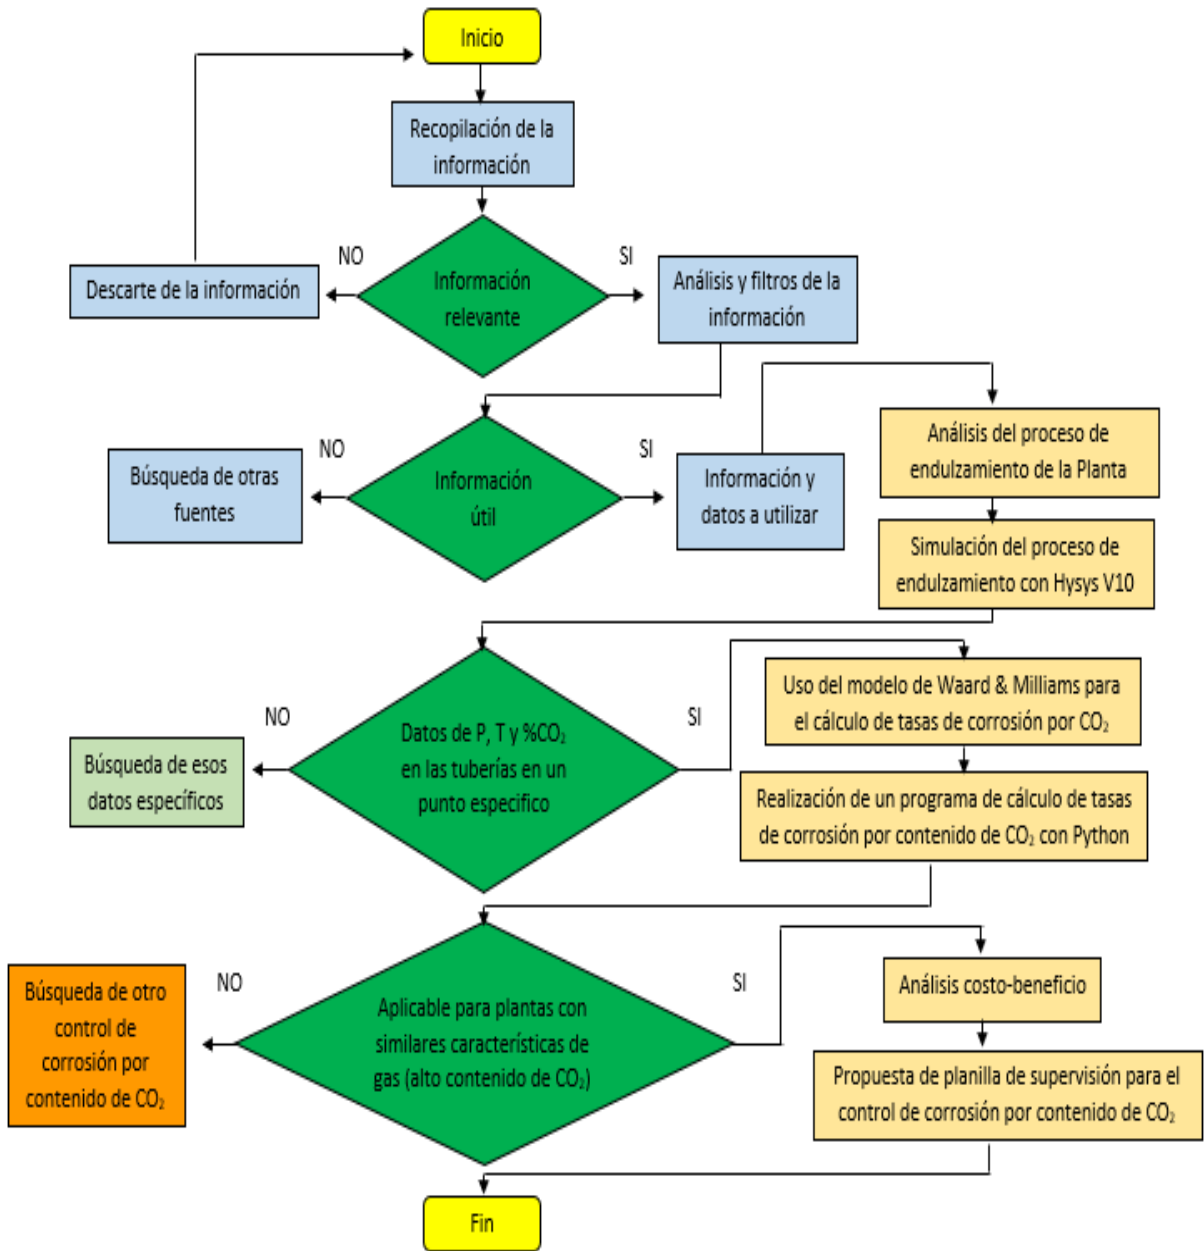 Inicio
Recopilación de la
información
NO
SI
Descarte de la información
Información
relevante
Análisis y filtros de la
información
NO
SI
Búsqueda de otras
fuentes
Información
útil
Información y
datos a utilizar
Análisis del proceso de
endulzamiento de la Planta
Simulación del proceso de
endulzamiento con Hysys V10
NO
SI
Búsqueda de esos
datos específicos
Datos de P, T y %CO₂
en las tuberías en un
punto especifico
Uso del modelo de Waard & Milliams para
el cálculo de tasas de corrosión por CO₂
Realización de un programa de cálculo de tasas
de corrosión por contenido de CO₂ con Python
NO
SI
Búsqueda de otro
control de
corrosión por
contenido de CO₂
Aplicable para plantas con
similares características de
gas (alto contenido de CO₂)
Análisis costo-beneficio
Propuesta de planilla de supervisión para el
control de corrosión por contenido de CO₂
Fin